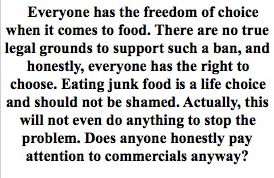 Everyone has the freedom of choice
when it comes to food. There are no true
legal grounds to support such a ban, and
honestly, everyone has the right to
choose. Eating junk food is a life choice
and should not be shamed. Actually, this
will not even do anything to stop the
problem. Does anyone honestly pay
attention to commercials anyway?